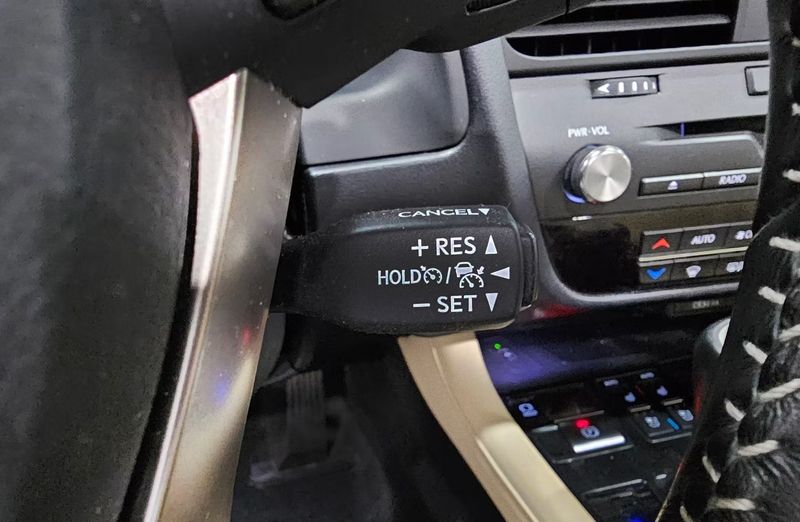 PWR·VOL
RADIO
CANCEL▼
AUTO
+ RES ▲
HOLD / ◀
− SET ▼